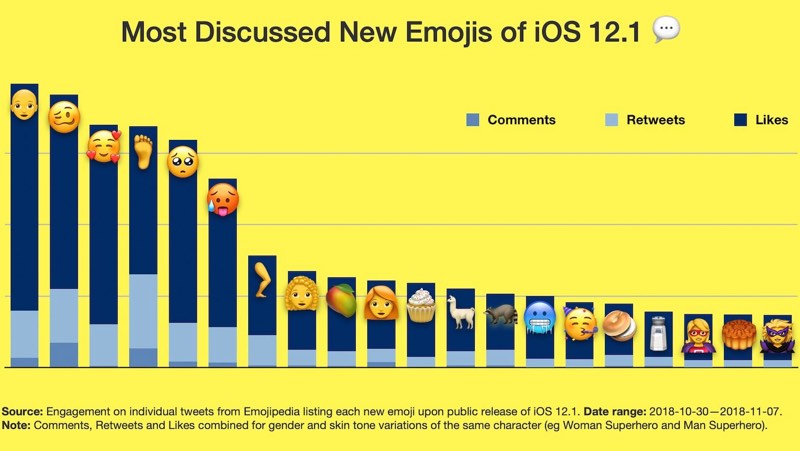 Most Discussed New Emojis of iOS 12.1 💬
Comments Retweets Likes
Source: Engagement on individual tweets from Emojipedia listing each new emoji upon public release of iOS 12.1. Date range: 2018-10-30—2018-11-07.
Note: Comments, Retweets and Likes combined for gender and skin tone variations of the same character (eg Woman Superhero and Man Superhero).